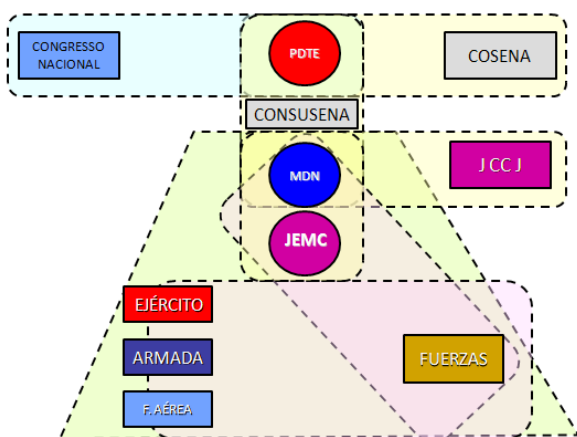 CONGRESSO
NACIONAL
PDTE
COSENA
CONSUSENA
MDN
J CC J
JEMC
EJÉRCITO
ARMADA
FUERZAS
F. AÉREA